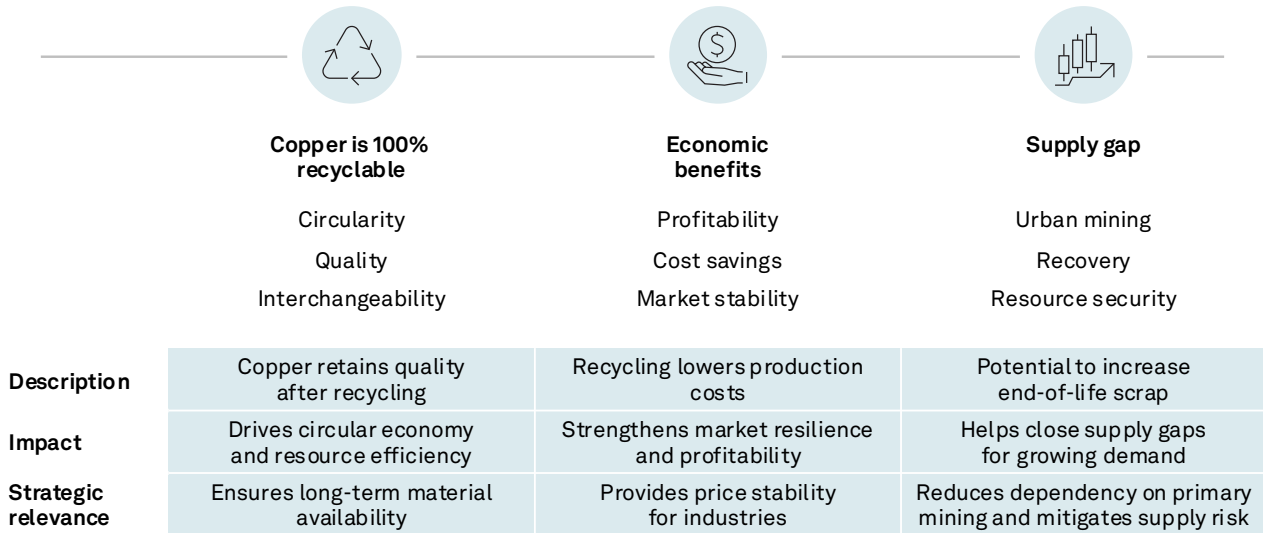 Copper is 100%
recyclable
Economic
benefits
Supply gap
Circularity
Profitability
Urban mining
Quality
Cost savings
Recovery
Interchangeability
Market stability
Resource security
Description
Copper retains quality
after recycling
Recycling lowers production
costs
Potential to increase
end-of-life scrap
Impact
Drives circular economy
and resource efficiency
Strengthens market resilience
and profitability
Helps close supply gaps
for growing demand
Strategic
relevance
Ensures long-term material
availability
Provides price stability
for industries
Reduces dependency on primary
mining and mitigates supply risk